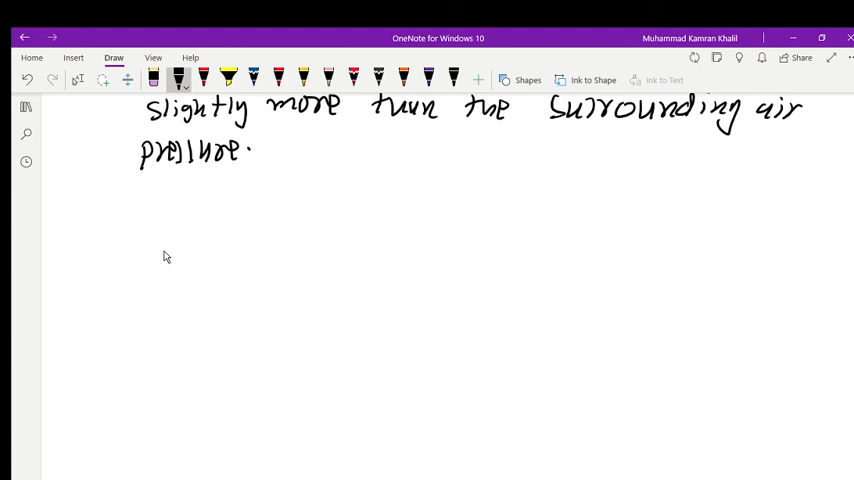 OneNote for Windows 10
Muhammad Kamran Khalil
Home Insert Draw View Help
Shapes Ink to Shape Ink to Text Share
slightly more than the surrounding air
pressure.